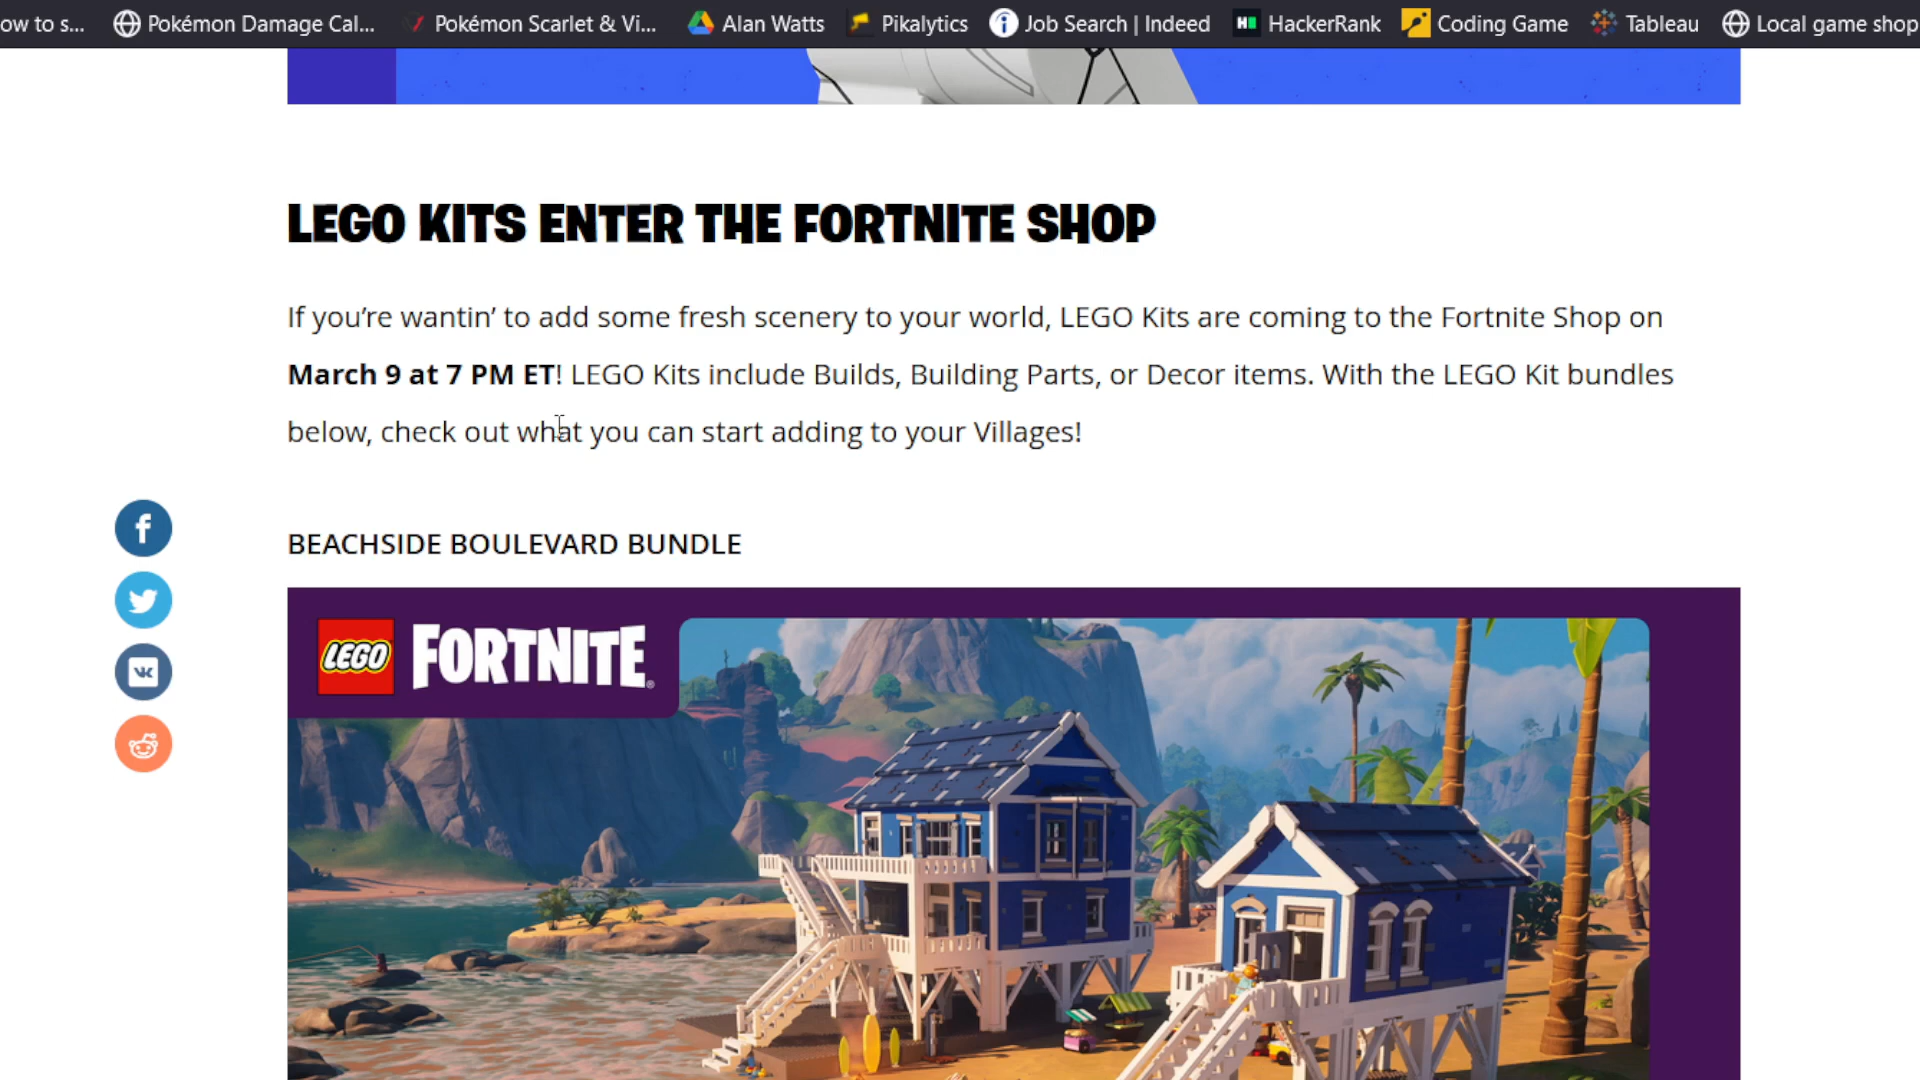 ow to s... Pokémon Damage Cal... Pokémon Scarlet & Vi... Alan Watts Pikalytics Job Search | Indeed HackerRank Coding Game Tableau Local game shop
LEGO KITS ENTER THE FORTNITE SHOP
If you’re wantin’ to add some fresh scenery to your world, LEGO Kits are coming to the Fortnite Shop on
March 9 at 7 PM ET! LEGO Kits include Builds, Building Parts, or Decor items. With the LEGO Kit bundles
below, check out what you can start adding to your Villages!
BEACHSIDE BOULEVARD BUNDLE
LEGO FORTNITE